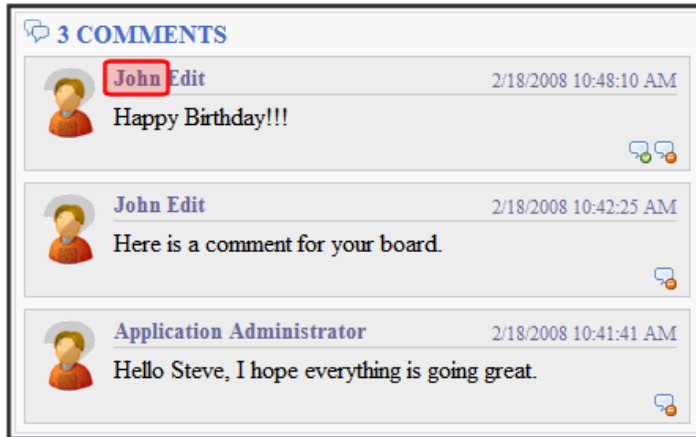 3 COMMENTS
John Edit 2/18/2008 10:48:10 AM
Happy Birthday!!!
John Edit 2/18/2008 10:42:25 AM
Here is a comment for your board.
Application Administrator 2/18/2008 10:41:41 AM
Hello Steve, I hope everything is going great.